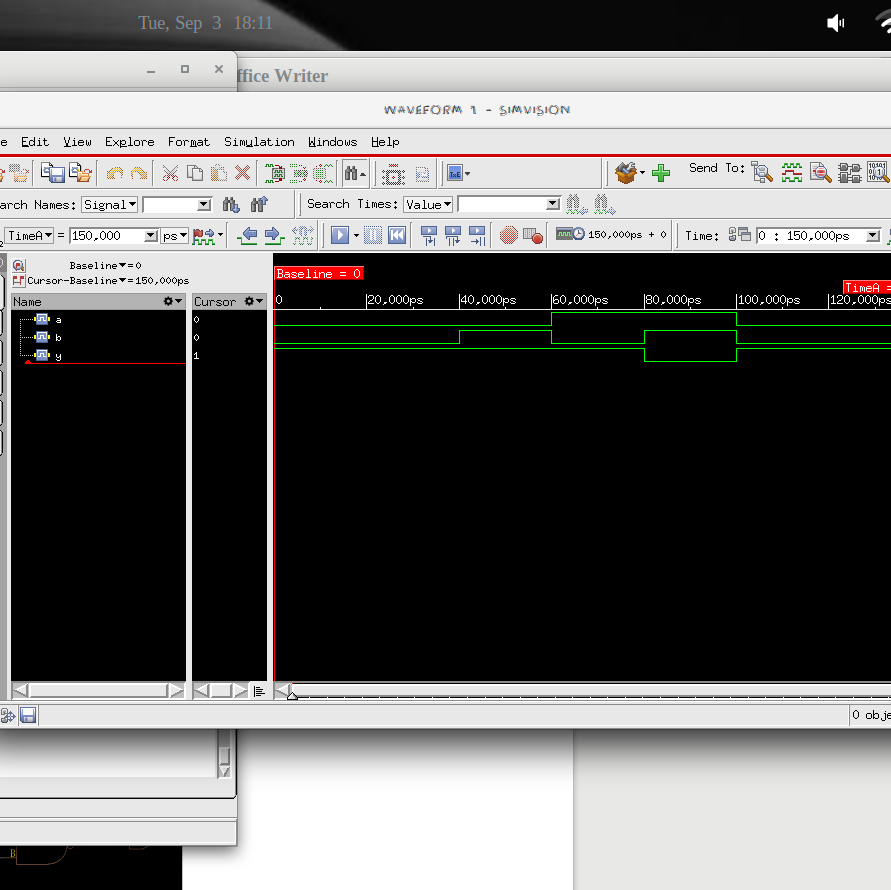 Tue, Sep 3 18:11
ffice Writer
WAVEFORM 1 - SIMVISION
e Edit View Explore Format Simulation Windows Help
Send To:
arch Names: Signal
Search Times: Value
TimeA = 150,000 ps
150,000ps + 0
Time: 0 : 150,000ps
Baseline = 0
Cursor-Baseline = 150,000ps
Baseline = 0
TimeA =
Name
Cursor
0 20,000ps 40,000ps 60,000ps 80,000ps 100,000ps 120,000ps
a 0
b 0
y 1
0 obje
B